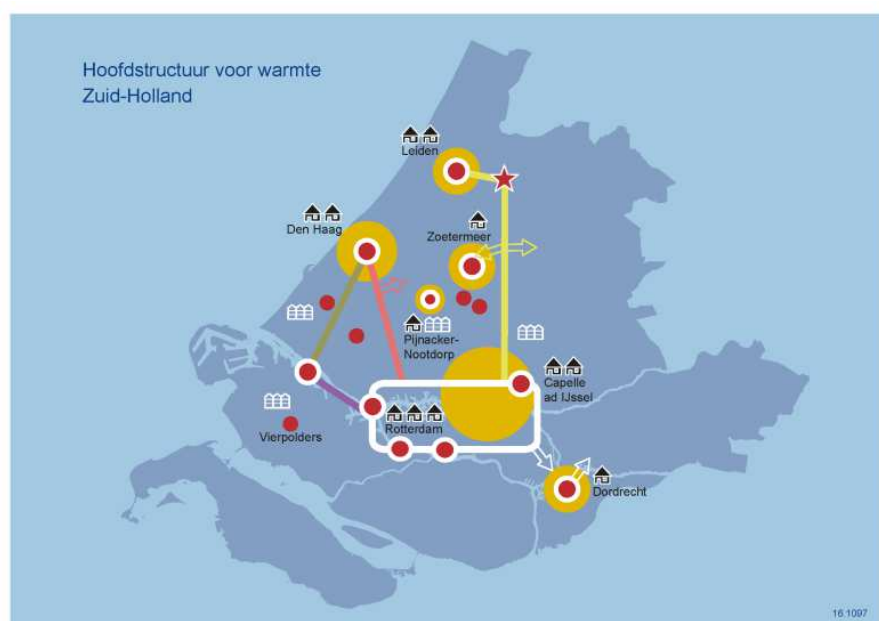 Hoofdstructuur voor warmte
Zuid-Holland
Leiden
Den Haag
Zoetermeer
Pijnacker-
Nootdorp
Capelle
ad IJssel
Rotterdam
Vierpolders
Dordrecht
16.1097